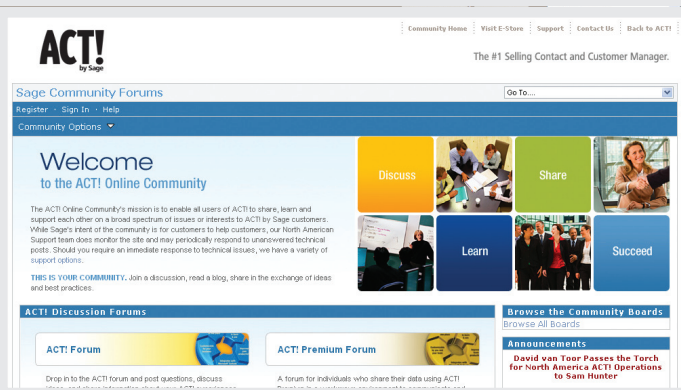 Community Home Visit E-Store Support Contact Us Back to ACT!
ACT!
by Sage
The #1 Selling Contact and Customer Manager.
Sage Community Forums
Go To....
Register · Sign In · Help
Community Options
Welcome
to the ACT! Online Community
The ACT! Online Community's mission is to enable all users of ACT! to share, learn and
support each other on a broad spectrum of issues or interests to ACT! by Sage customers.
While Sage's intent of the community is for customers to help customers, our North American
Support team does monitor the site and may periodically respond to unanswered technical
posts. Should you require an immediate response to technical issues, we have a variety of
support options.
THIS IS YOUR COMMUNITY. Join a discussion, read a blog, share in the exchange of ideas
and best practices.
Discuss
Share
Learn
Succeed
ACT! Discussion Forums
ACT! Forum
Drop in to the ACT! forum and post questions, discuss
ACT! Premium Forum
A forum for individuals who share their data using ACT!
Browse the Community Boards
Browse All Boards
Announcements
David van Toor Passes the Torch
for North America ACT! Operations
to Sam Hunter